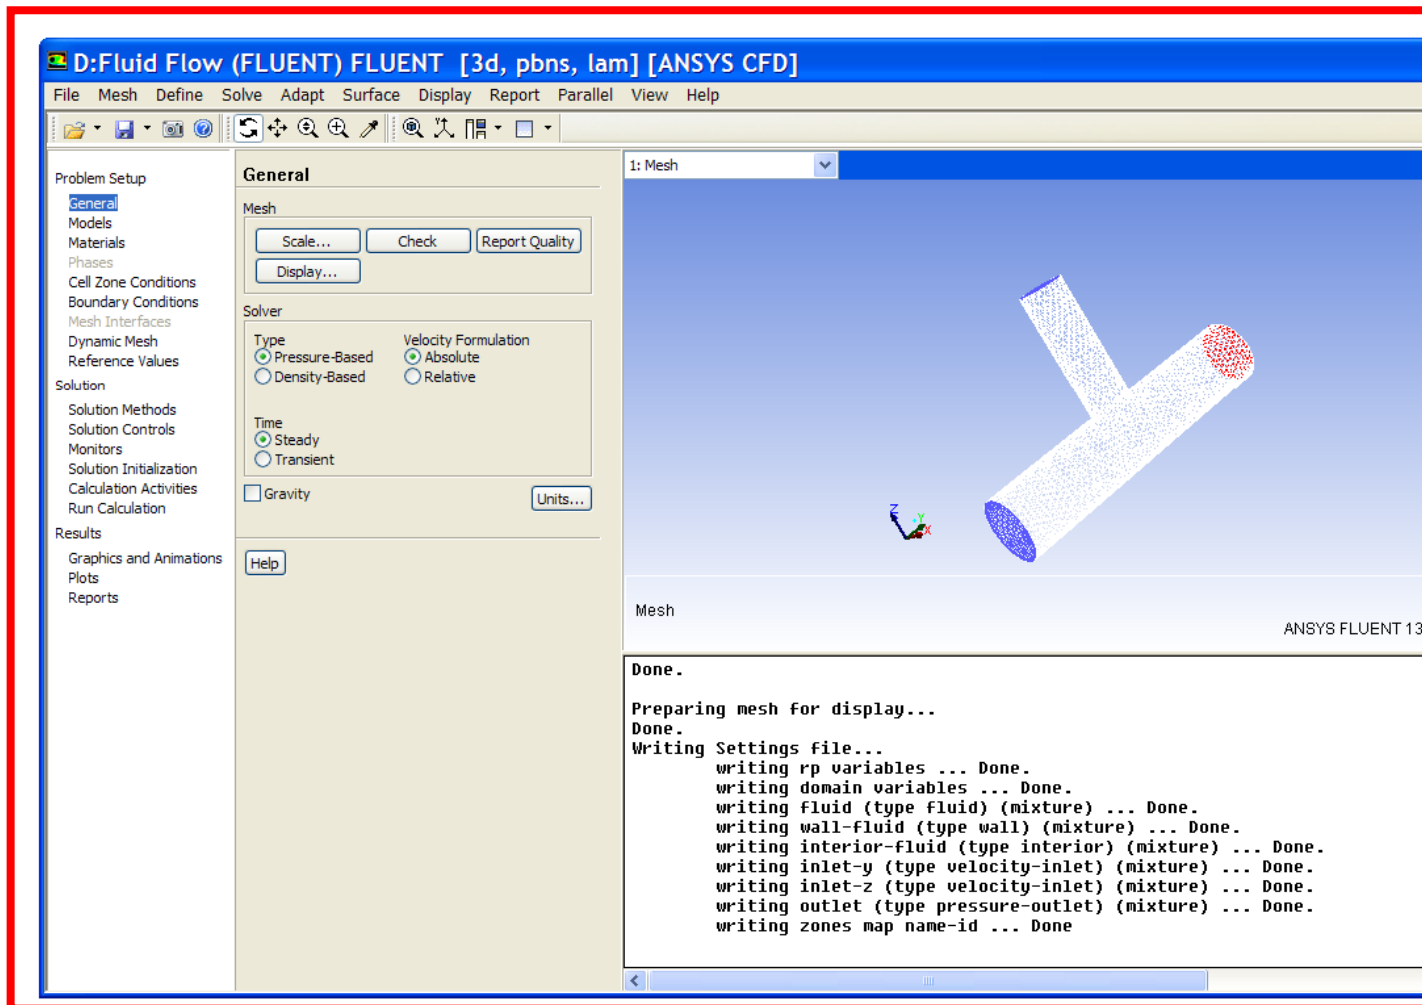 D:Fluid Flow (FLUENT) FLUENT [3d, pbns, lam] [ANSYS CFD]
File Mesh Define Solve Adapt Surface Display Report Parallel View Help
Problem Setup
General
Models
Materials
Phases
Cell Zone Conditions
Boundary Conditions
Mesh Interfaces
Dynamic Mesh
Reference Values
Solution
Solution Methods
Solution Controls
Monitors
Solution Initialization
Calculation Activities
Run Calculation
Results
Graphics and Animations
Plots
Reports
General
Mesh
Scale... Check Report Quality
Display...
Solver
Type Velocity Formulation
Pressure-Based Absolute
Density-Based Relative
Time
Steady
Transient
Gravity Units...
Help
1: Mesh
Z Y X
Mesh
ANSYS FLUENT 13
Done.
Preparing mesh for display...
Done.
Writing Settings file...
writing rp variables ... Done.
writing domain variables ... Done.
writing fluid (type fluid) (mixture) ... Done.
writing wall-fluid (type wall) (mixture) ... Done.
writing interior-fluid (type interior) (mixture) ... Done.
writing inlet-y (type velocity-inlet) (mixture) ... Done.
writing inlet-z (type velocity-inlet) (mixture) ... Done.
writing outlet (type pressure-outlet) (mixture) ... Done.
writing zones map name-id ... Done